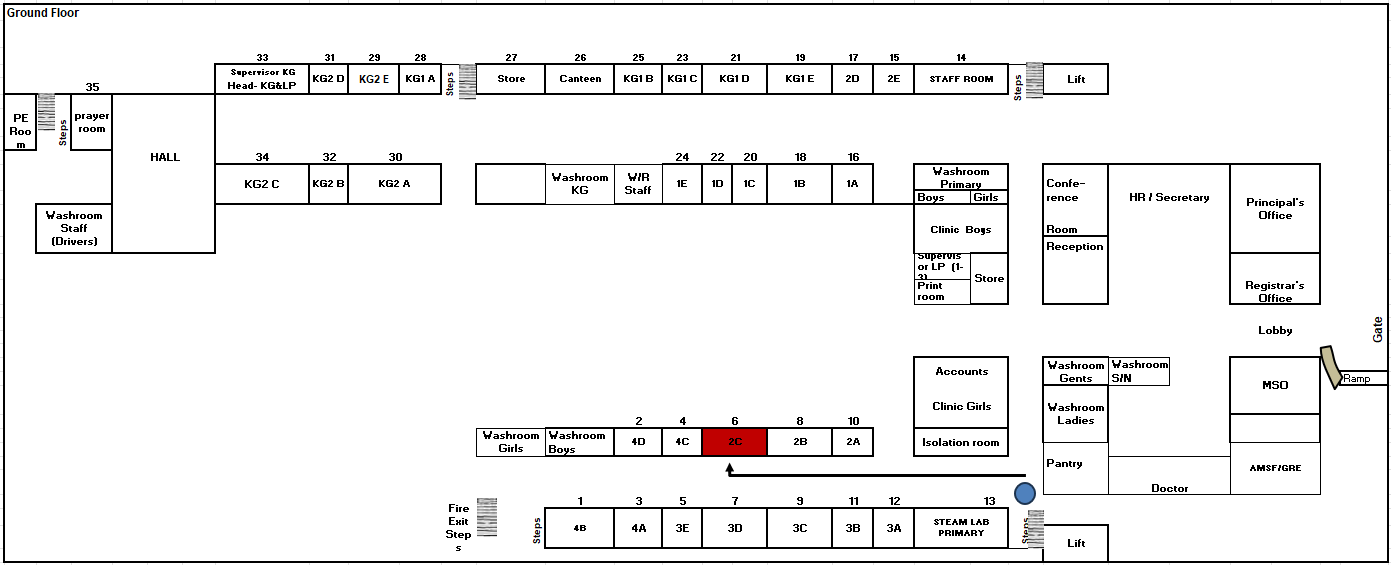 Ground Floor
33
31
29
28
27
26
25
23
21
19
17
15
14
Supervisor KG
Head- KG&LP
KG2 D
KG2 E
KG1 A
Steps
Store
Canteen
KG1 B
KG1 C
KG1 D
KG1 E
2D
2E
STAFF ROOM
Steps
Lift
35
PE
Roo
m
Steps
prayer
room
HALL
34
32
30
KG2 C
KG2 B
KG2 A
Washroom
KG
W/R
Staff
24
22
20
18
16
1E
1D
1C
1B
1A
Washroom
Primary
Boys
Girls
Clinic Boys
Supervis
or LP (1-
3)
Print
room
Store
Confe-
rence
Room
Reception
HR / Secretary
Principal's
Office
Registrar's
Office
Washroom
Staff
(Drivers)
Lobby
Gate
Ramp
Accounts
Clinic Girls
Isolation room
Washroom
Gents
Washroom
S/N
Washroom
Ladies
MSO
Pantry
Doctor
AMSF/GRE
2
4
6
8
10
Washroom
Girls
Washroom
Boys
4D
4C
2C
2B
2A
Fire
Exit
Step
s
Steps
1
3
5
7
9
11
12
13
4B
4A
3E
3D
3C
3B
3A
STEAM LAB
PRIMARY
Steps
Lift